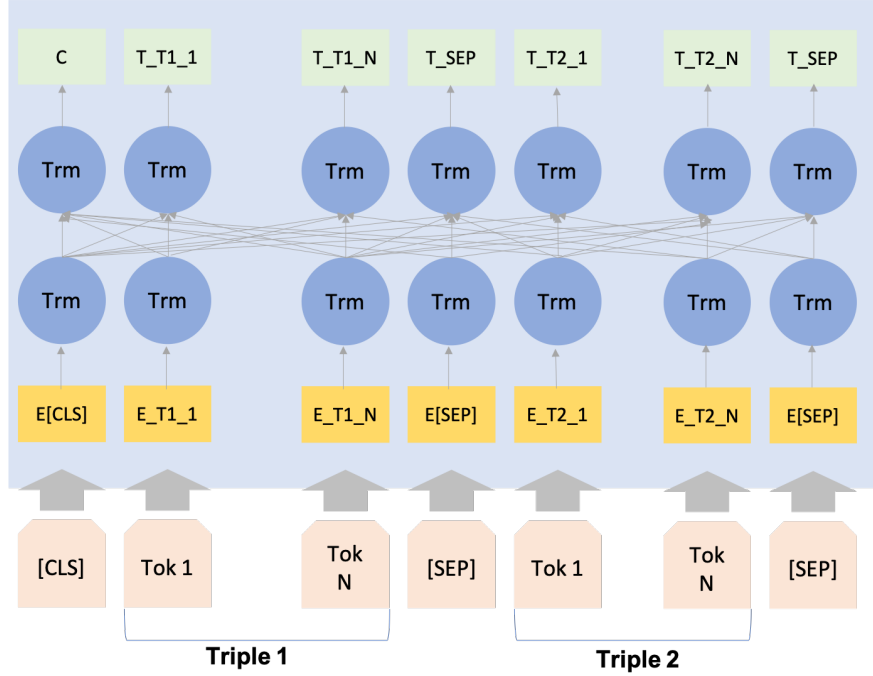 C T_T1_1 T_T1_N T_SEP T_T2_1 T_T2_N T_SEP
Trm Trm Trm Trm Trm Trm Trm
Trm Trm Trm Trm Trm Trm Trm
E[CLS] E_T1_1 E_T1_N E[SEP] E_T2_1 E_T2_N E[SEP]
[CLS] Tok 1 Tok N [SEP] Tok 1 Tok N [SEP]
Triple 1 Triple 2